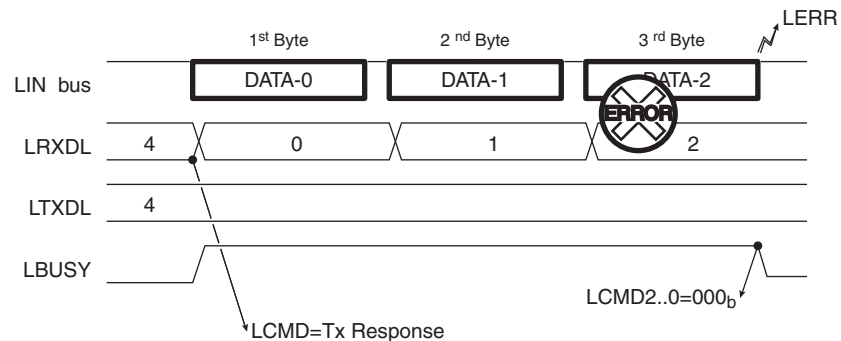 LERR
1st Byte 2 nd Byte 3 rd Byte
LIN bus DATA-0 DATA-1 DATA-2
ERROR
LRXDL 4 0 1 2
LTXDL 4
LBUSY
LCMD2..0=000b
LCMD=Tx Response